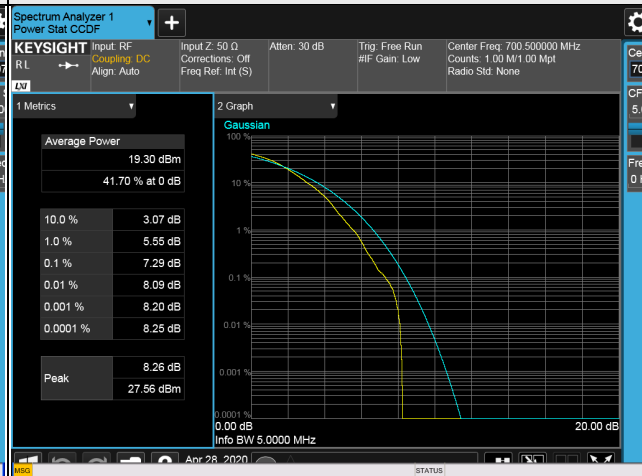 Spectrum Analyzer 1
Power Stat CCDF
KEYSIGHT
RL
LXI
Input: RF
Coupling: DC
Align: Auto
Input Z: 50 Ω
Corrections: Off
Freq Ref: Int (S)
Atten: 30 dB
Trig: Free Run
#IF Gain: Low
Center Freq: 700.500000 MHz
Counts: 1.00 M/1.00 Mpt
Radio Std: None
1 Metrics
Average Power
19.30 dBm
41.70 % at 0 dB
10.0 % 3.07 dB
1.0 % 5.55 dB
0.1 % 7.29 dB
0.01 % 8.09 dB
0.001 % 8.20 dB
0.0001 % 8.25 dB
Peak
8.26 dB
27.56 dBm
2 Graph
Gaussian
100 %
10 %
1 %
0.1 %
0.01 %
0.001 %
0.0001 %
0.00 dB 20.00 dB
Info BW 5.0000 MHz
Apr 28, 2020
MSG STATUS